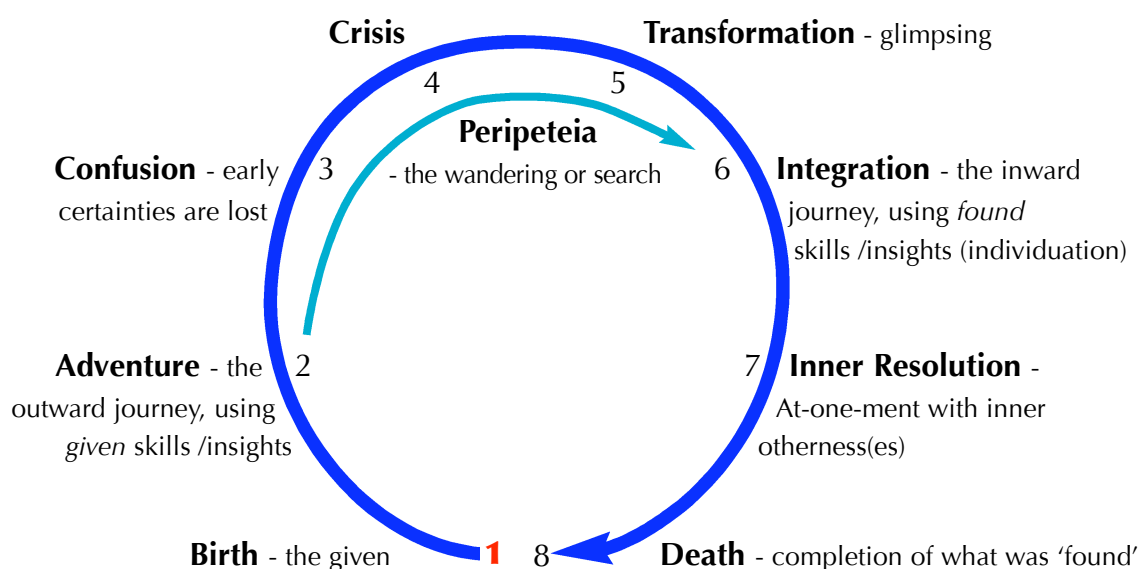 Crisis
Transformation - glimpsing
4
5
Peripeteia
- the wandering or search
Confusion - early
certainties are lost
3
6
Integration - the inward
journey, using found
skills /insights (individuation)
Adventure - the
outward journey, using
given skills /insights
2
7
Inner Resolution -
At-one-ment with inner
otherness(es)
Birth - the given
1
8
Death - completion of what was ‘found’